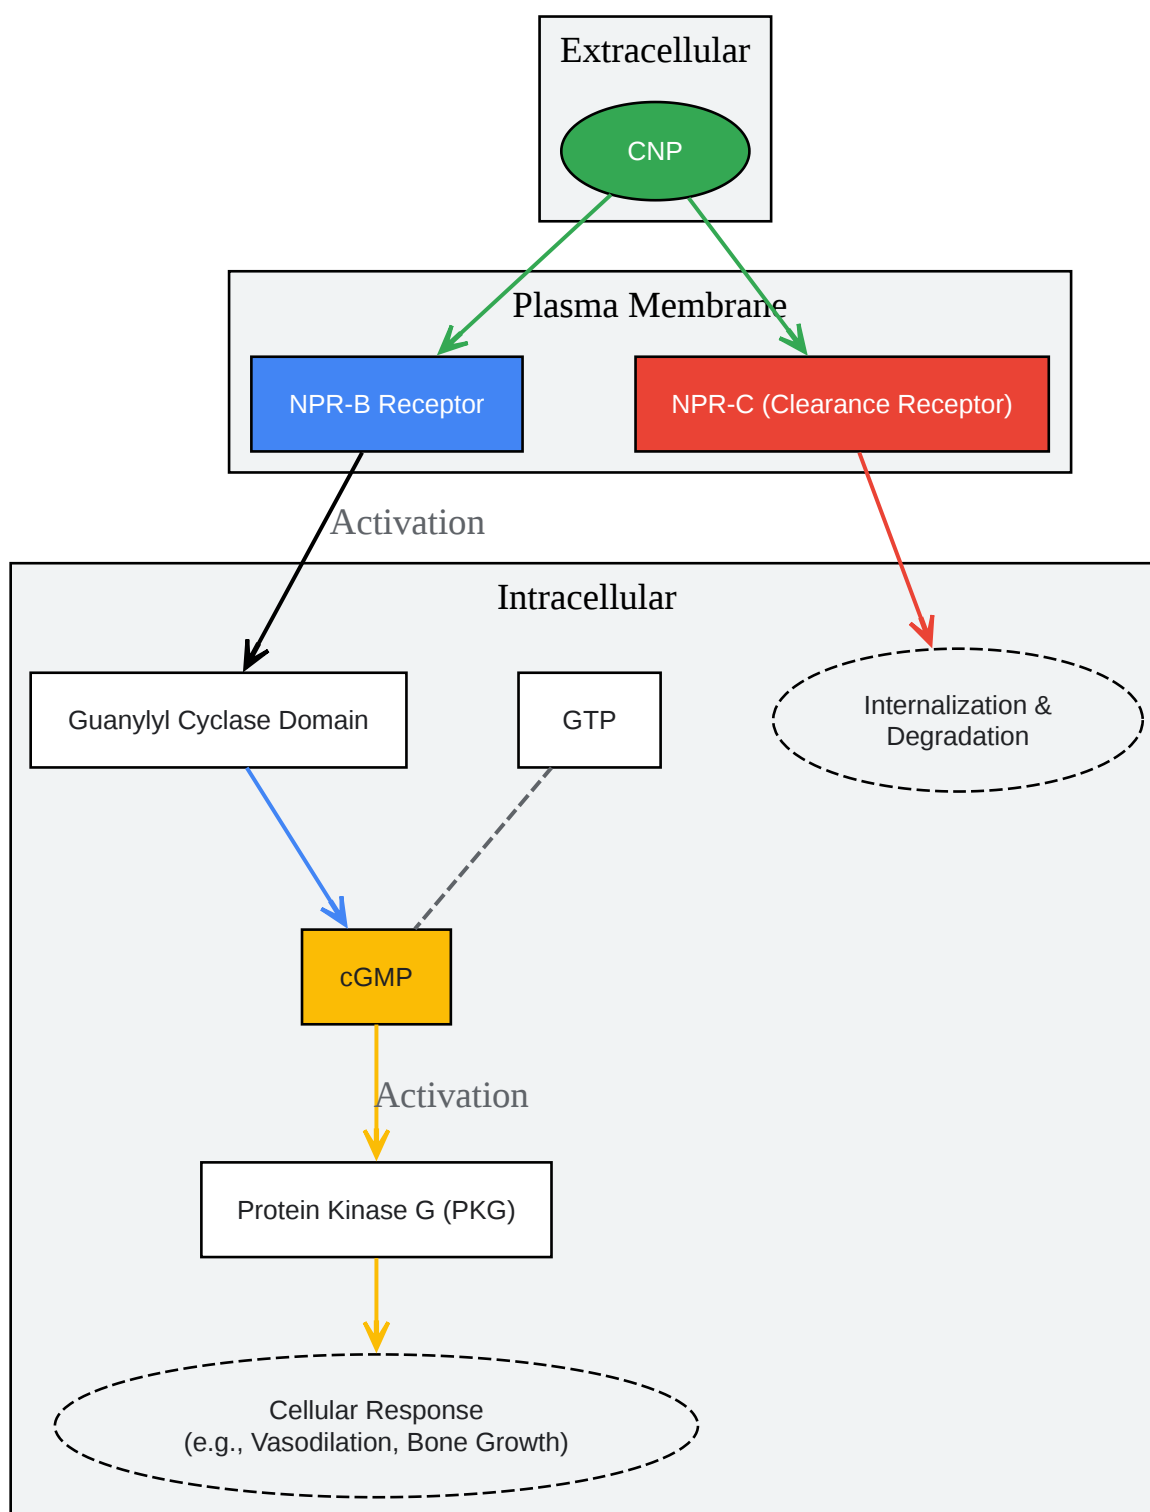 Extracellular
CNP
Plasma Membrane
NPR-B Receptor
NPR-C (Clearance Receptor)
Activation
Intracellular
Guanylyl Cyclase Domain
GTP
Internalization &
Degradation
cGMP
Activation
Protein Kinase G (PKG)
Cellular Response
(e.g., Vasodilation, Bone Growth)